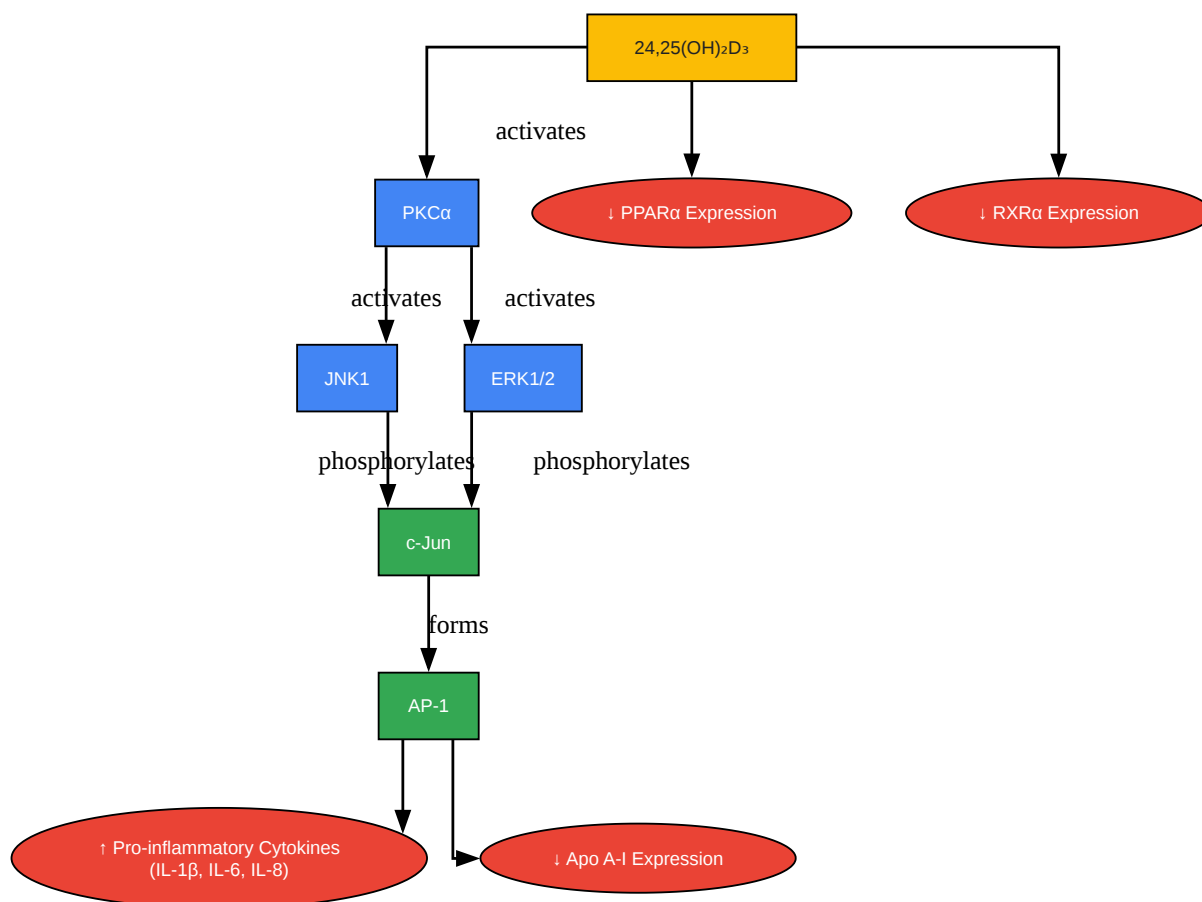 24,25(OH)₂D₃
activates
PKCα
↓ PPARα Expression
↓ RXRα Expression
activates
activates
JNK1
ERK1/2
phosphorylates
phosphorylates
c-Jun
forms
AP-1
↑ Pro-inflammatory Cytokines
(IL-1β, IL-6, IL-8)
↓ Apo A-I Expression